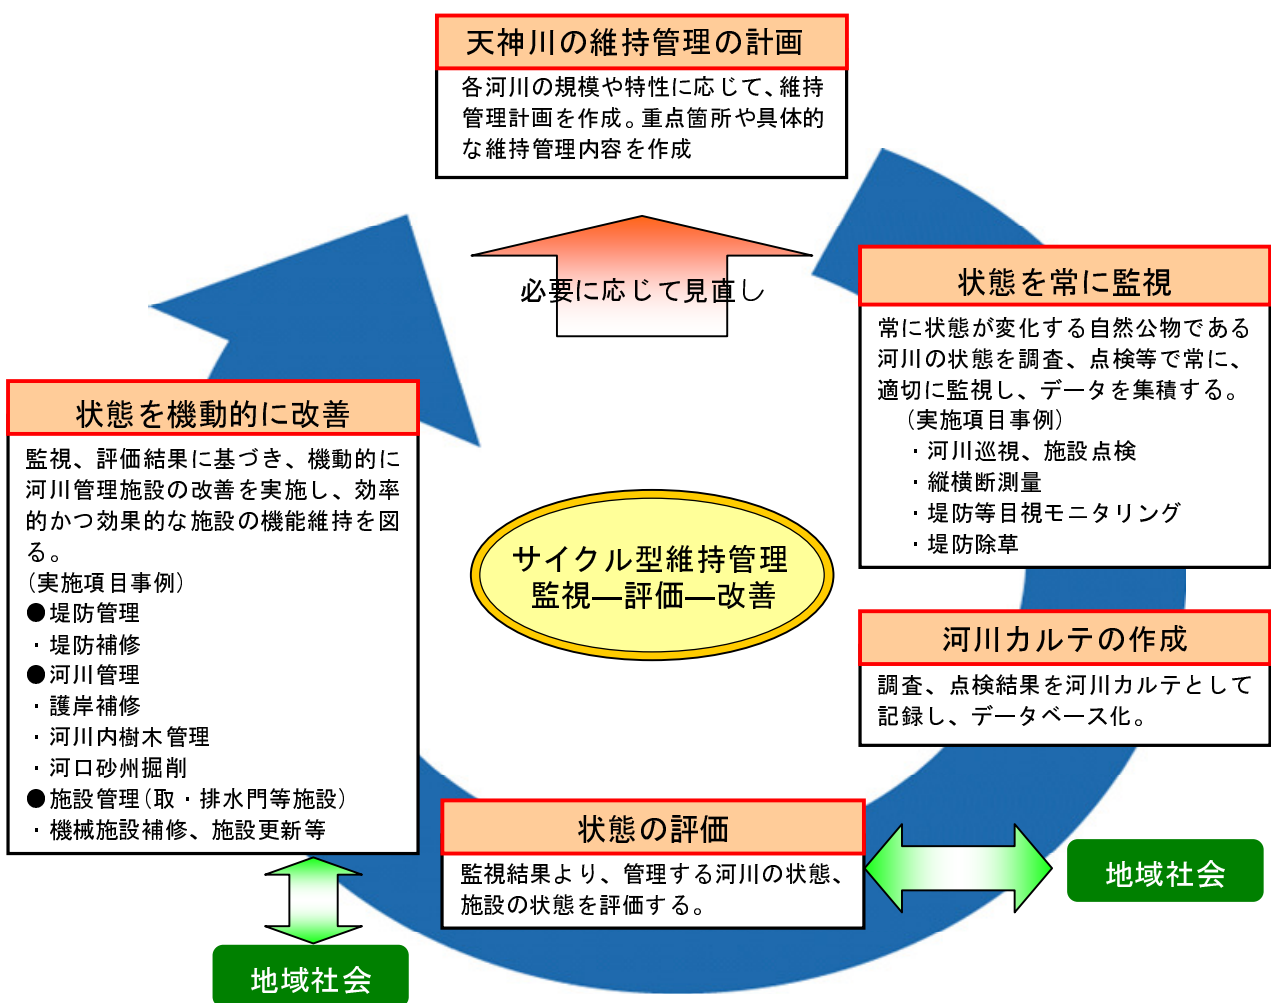 天神川の維持管理の計画
各河川の規模や特性に応じて、維持
管理計画を作成。重点箇所や具体的
な維持管理内容を作成
必要に応じて見直し
状態を常に監視
常に状態が変化する自然公物である
河川の状態を調査、点検等で常に、
適切に監視し、データを集積する。
（実施項目事例）
・河川巡視、施設点検
・縦横断測量
・堤防等目視モニタリング
・堤防除草
河川カルテの作成
調査、点検結果を河川カルテとして
記録し、データベース化。
状態の評価
監視結果より、管理する河川の状態、
施設の状態を評価する。
地域社会
状態を機動的に改善
監視、評価結果に基づき、機動的に
河川管理施設の改善を実施し、効率
的かつ効果的な施設の機能維持を図
る。
（実施項目事例）
●堤防管理
・堤防補修
●河川管理
・護岸補修
・河川内樹木管理
・河口砂州掘削
●施設管理（取・排水門等施設）
・機械施設補修、施設更新等
地域社会
サイクル型維持管理
監視―評価―改善